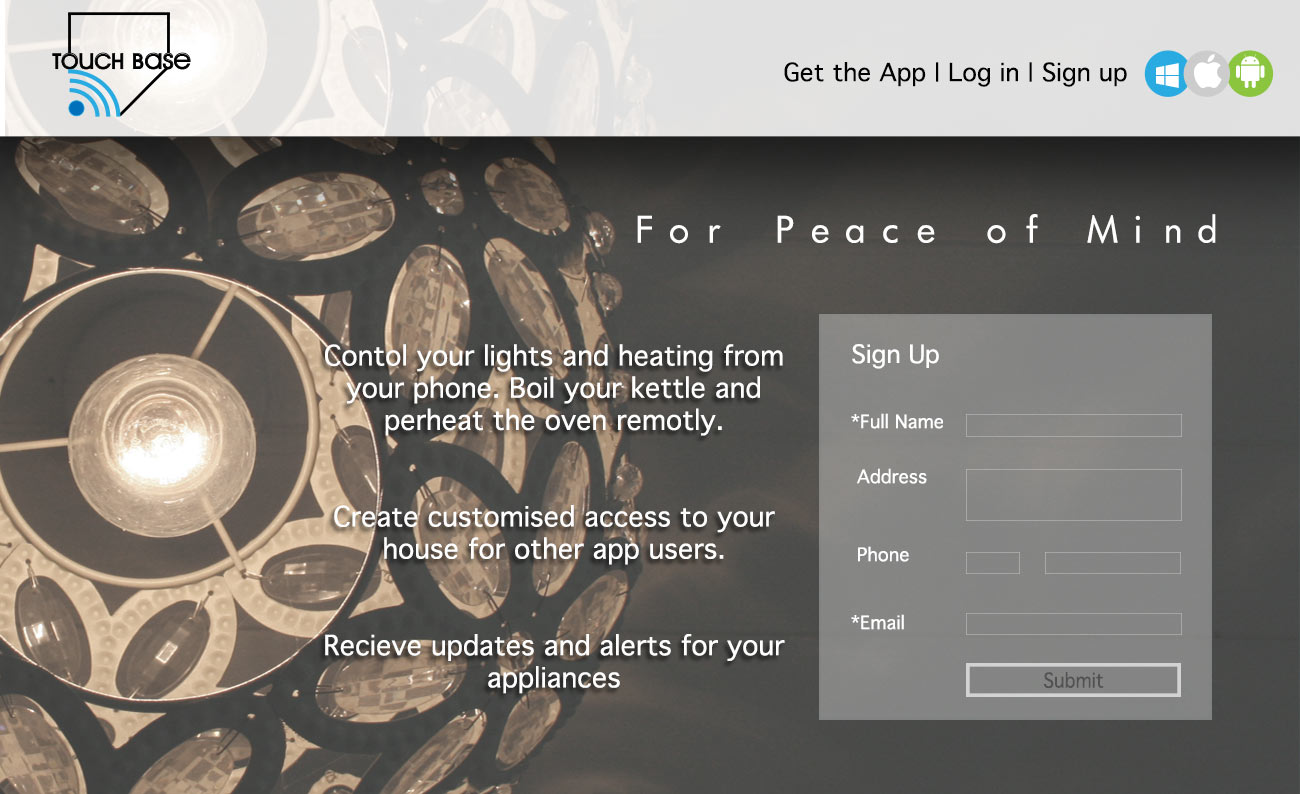 TOUCH BASE
Get the App | Log in | Sign up
For Peace of Mind
Contol your lights and heating from
your phone. Boil your kettle and
perheat the oven remotly.
Create customised access to your
house for other app users.
Recieve updates and alerts for your
appliances
Sign Up
*Full Name
Address
Phone
*Email
Submit